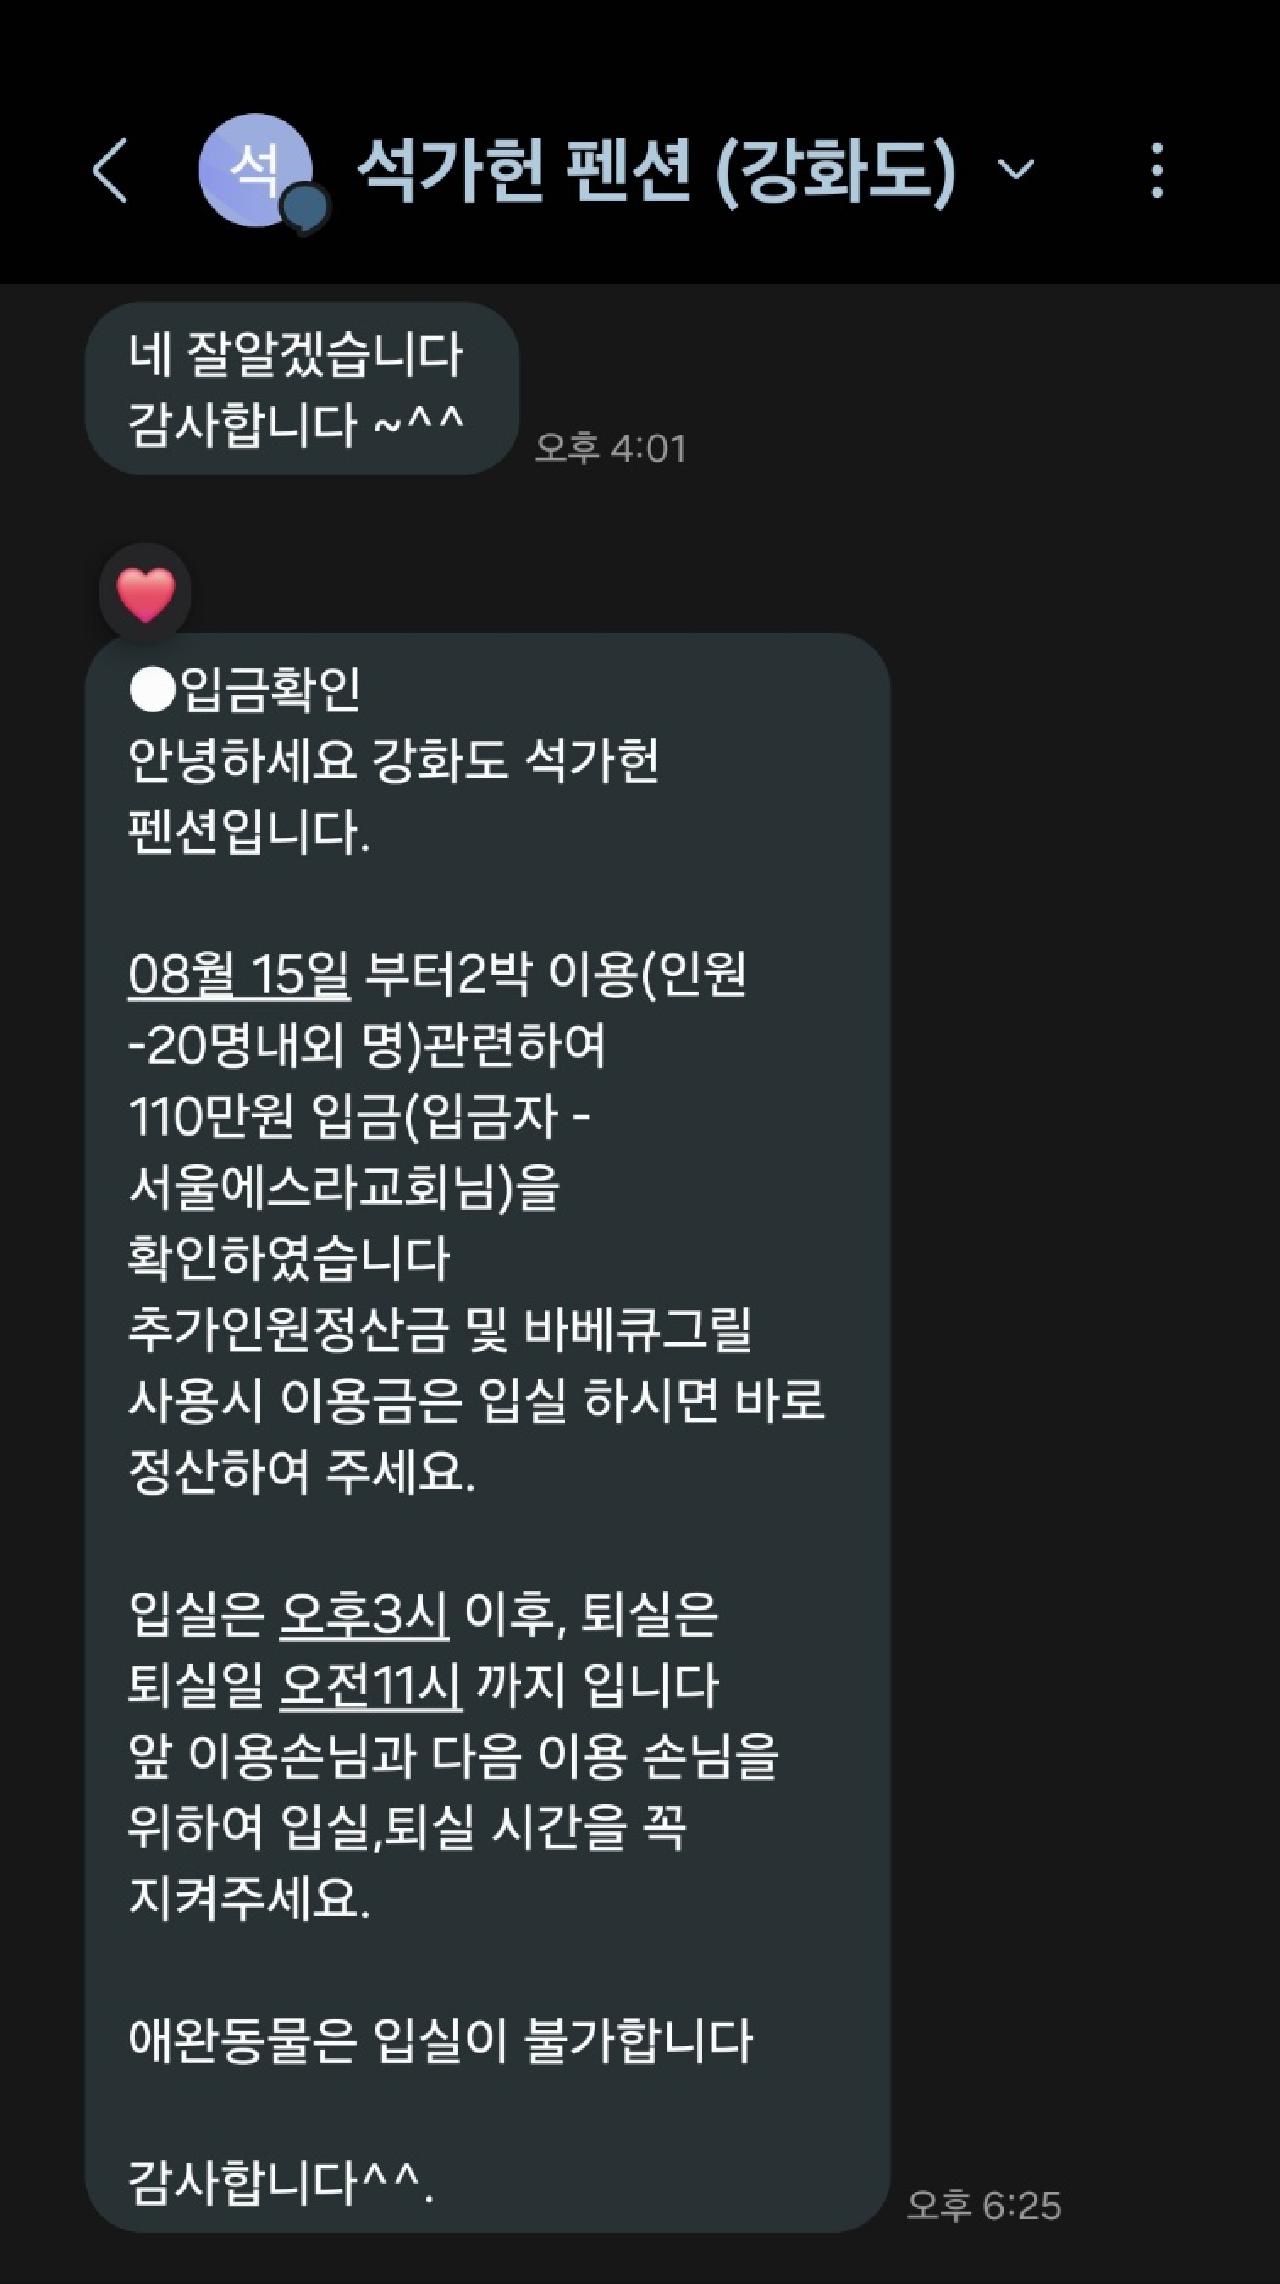 석 석가헌 펜션 (강화도)
네 잘알겠습니다
감사합니다 ~^^
오후 4:01
●입금확인
안녕하세요 강화도 석가헌
펜션입니다.
08월 15일 부터2박 이용(인원
-20명내외 명)관련하여
110만원 입금(입금자 -
서울에스라교회님)을
확인하였습니다
추가인원정산금 및 바베큐그릴
사용시 이용금은 입실 하시면 바로
정산하여 주세요.
입실은 오후3시 이후, 퇴실은
퇴실일 오전11시 까지 입니다
앞 이용손님과 다음 이용 손님을
위하여 입실,퇴실 시간을 꼭
지켜주세요.
애완동물은 입실이 불가합니다
감사합니다^^.
오후 6:25